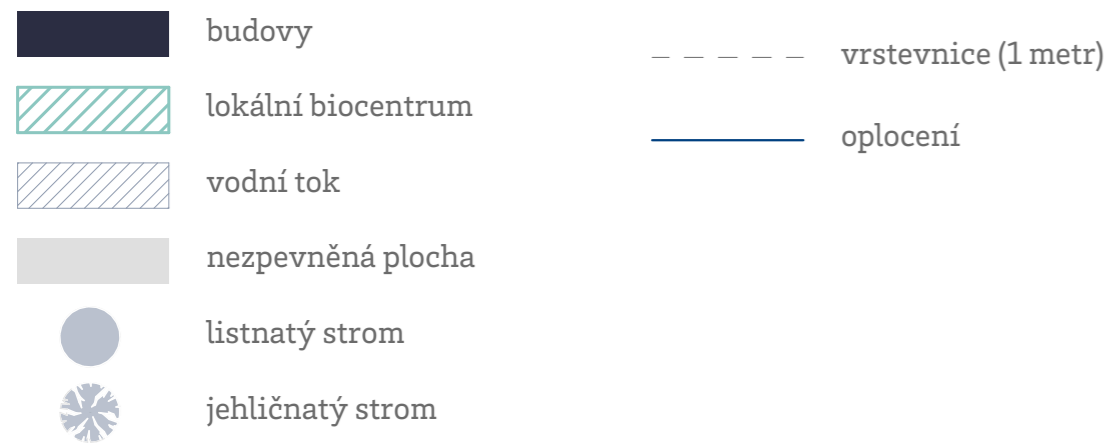 budovy
lokální biocentrum
vodní tok
nezpevněná plocha
listnatý strom
jehličnatý strom
vrstevnice (1 metr)
oplocení